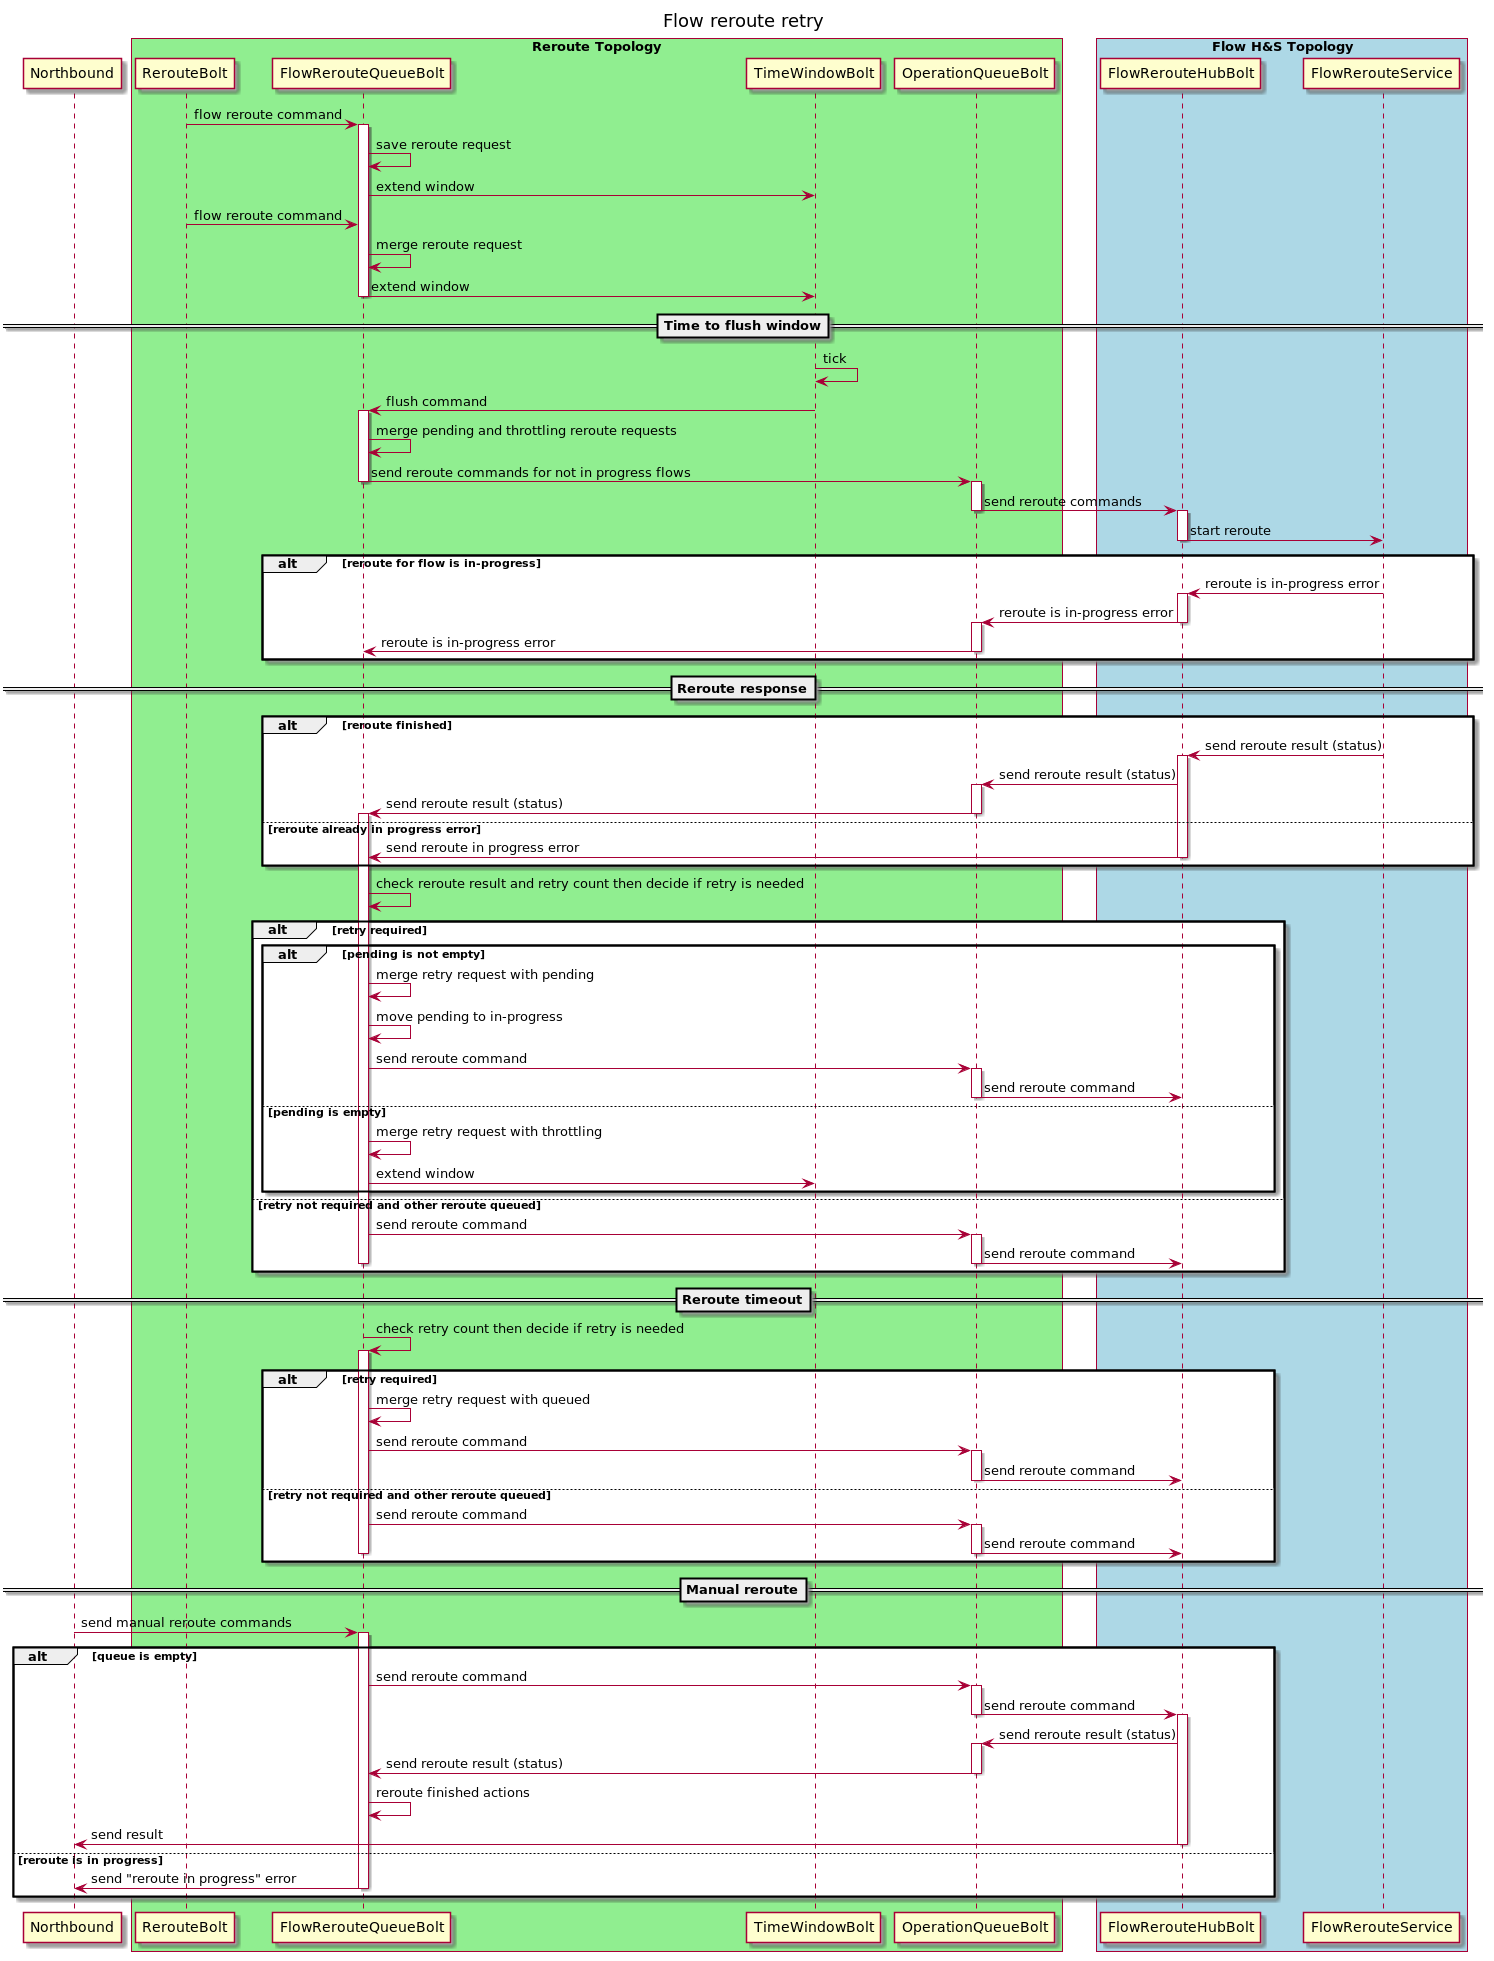 Flow reroute retry
Reroute Topology
Flow H&S Topology
Northbound
RerouteBolt
FlowRerouteQueueBolt
TimeWindowBolt
OperationQueueBolt
FlowRerouteHubBolt
FlowRerouteService
flow reroute command
save reroute request
extend window
flow reroute command
merge reroute request
extend window
Time to flush window
tick
flush command
merge pending and throttling reroute requests
send reroute commands for not in progress flows
send reroute commands
start reroute
alt
[reroute for flow is in-progress]
reroute is in-progress error
reroute is in-progress error
reroute is in-progress error
Reroute response
alt
[reroute finished]
send reroute result (status)
send reroute result (status)
send reroute result (status)
[reroute already in progress error]
send reroute in progress error
check reroute result and retry count then decide if retry is needed
alt
[retry required]
alt
[pending is not empty]
merge retry request with pending
move pending to in-progress
send reroute command
send reroute command
[pending is empty]
merge retry request with throttling
extend window
[retry not required and other reroute queued]
send reroute command
send reroute command
Reroute timeout
check retry count then decide if retry is needed
alt
[retry required]
merge retry request with queued
send reroute command
send reroute command
[retry not required and other reroute queued]
send reroute command
send reroute command
Manual reroute
send manual reroute commands
alt
[queue is empty]
send reroute command
send reroute command
send reroute result (status)
send reroute result (status)
reroute finished actions
send result
[reroute is in progress]
send "reroute in progress" error
Northbound
RerouteBolt
FlowRerouteQueueBolt
TimeWindowBolt
OperationQueueBolt
FlowRerouteHubBolt
FlowRerouteService